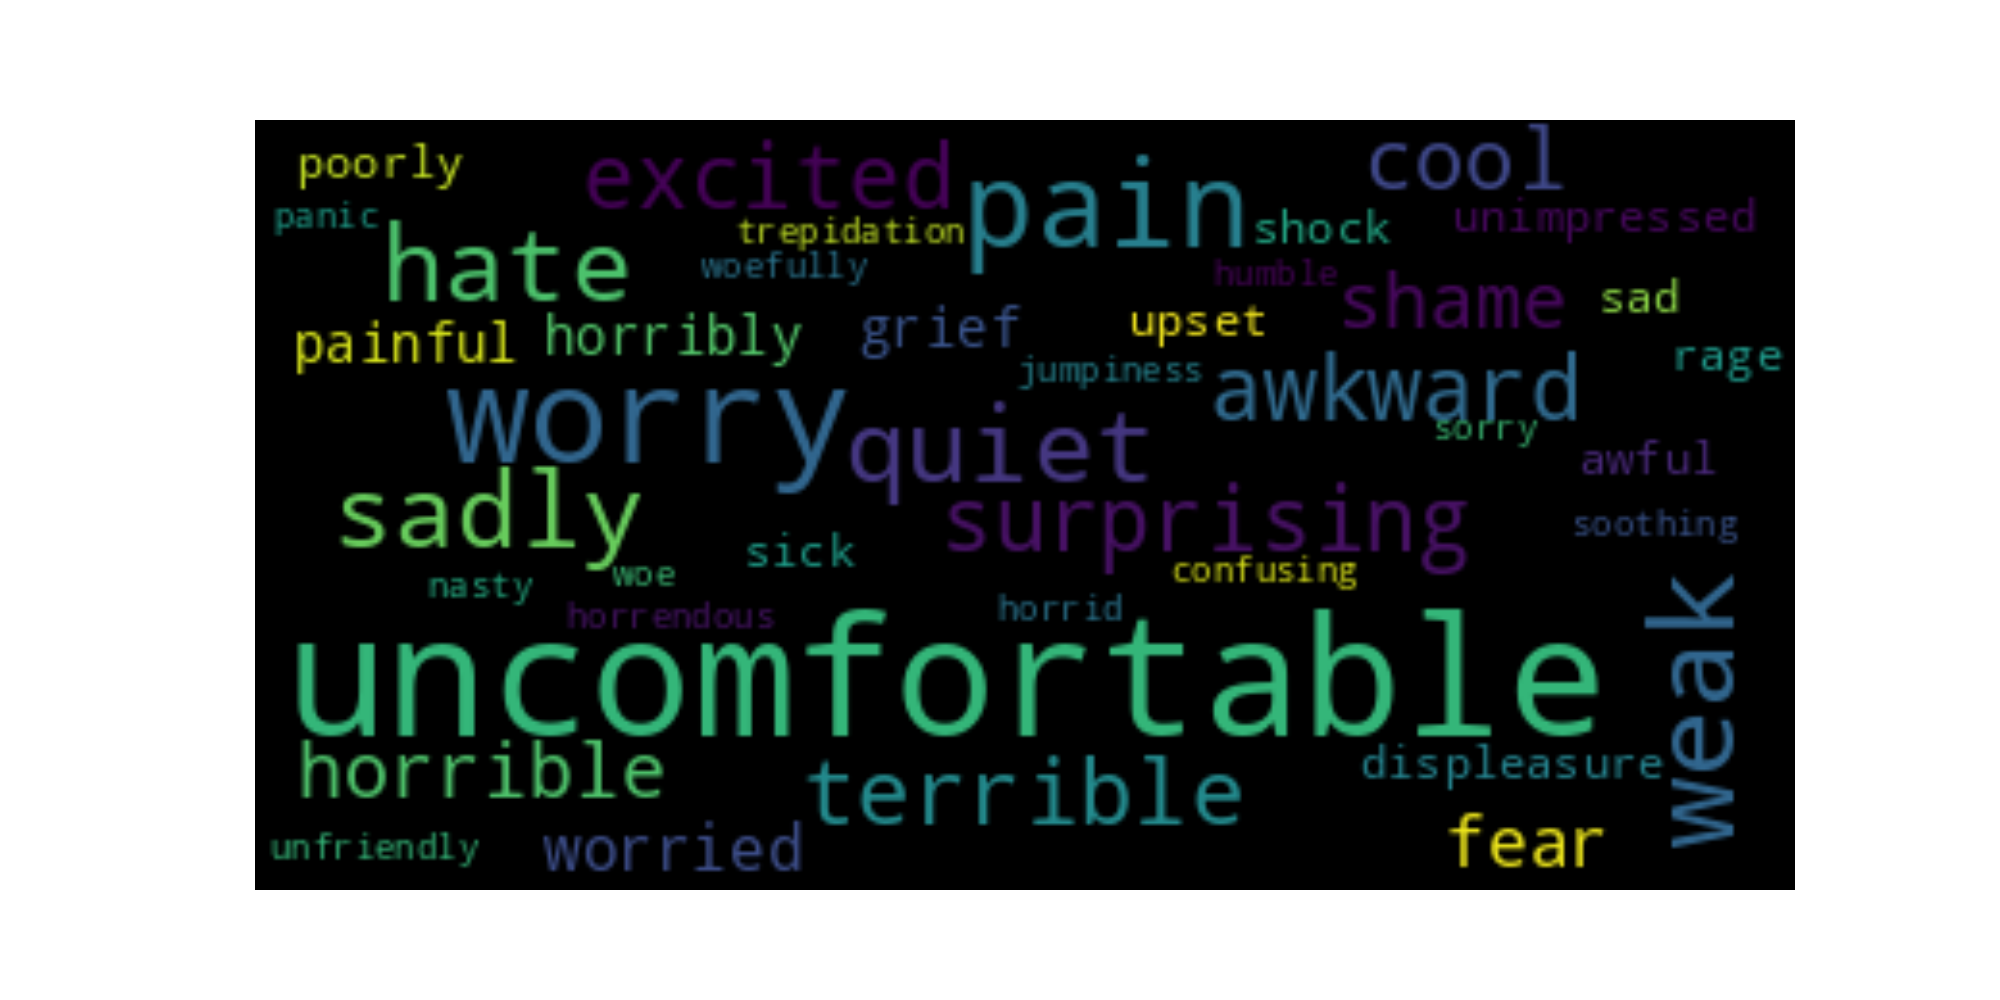 poorly
excited
cool
pain
panic
hate
trepidation
shock
unimpressed
woefully
humble
shame
sad
painful
horribly
grief
upset
rage
jumpiness
awkward
worry
quiet
sorry
awful
sadly
surprising
soothing
sick
woe
confusing
nasty
horrendous
horrid
weak
uncomfortable
horrible
terrible
displeasure
unfriendly
worried
fear